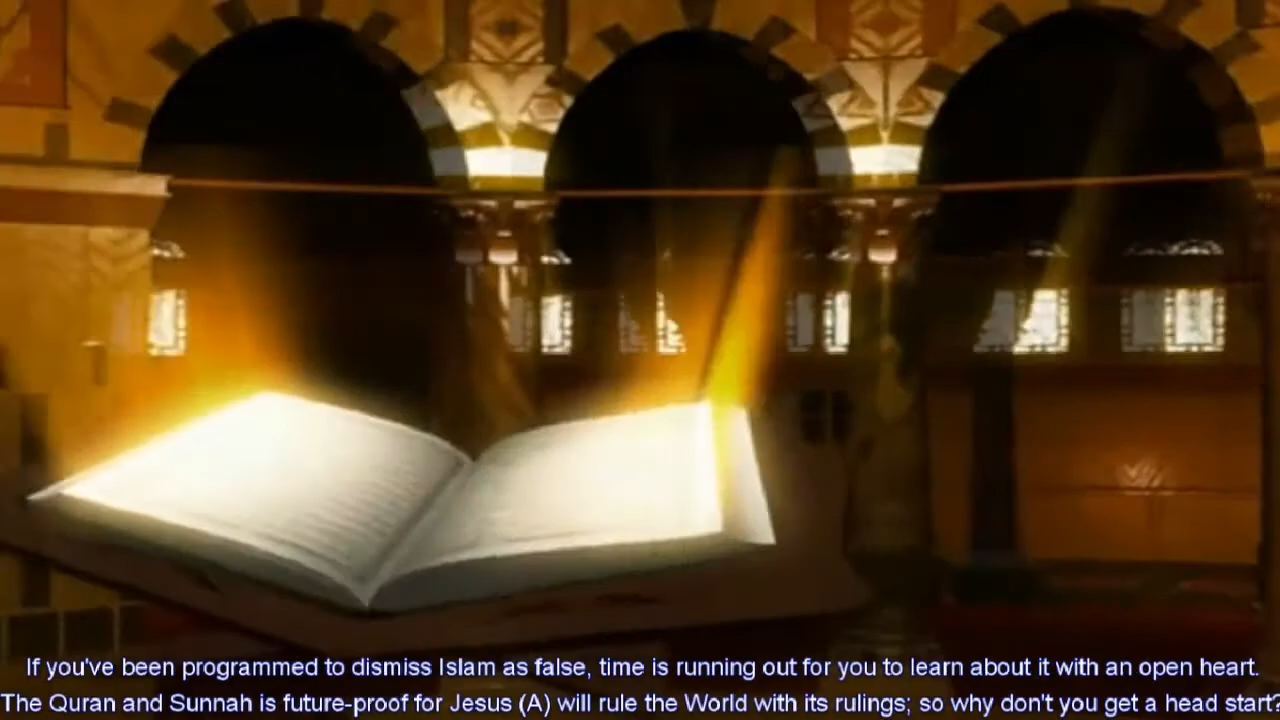 If you've been programmed to dismiss Islam as false, time is running out for you to learn about it with an open heart.
The Quran and Sunnah is future-proof for Jesus (A) will rule the World with its rulings; so why don't you get a head start?